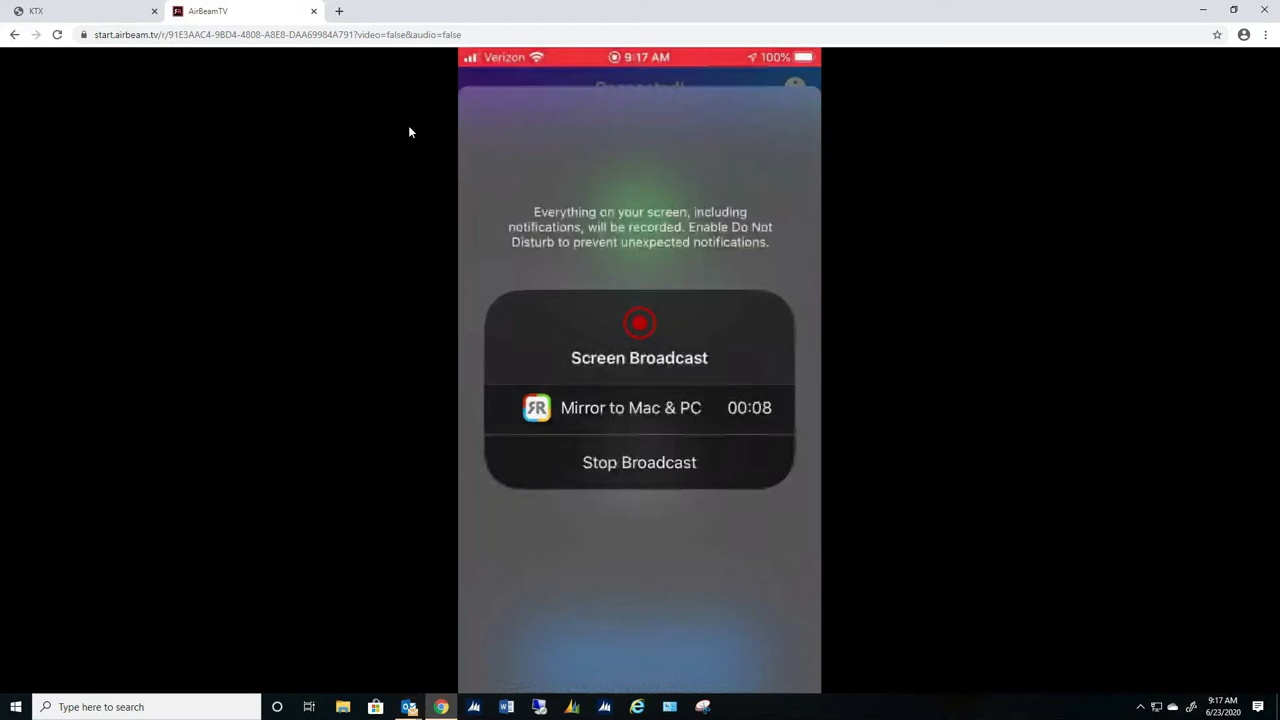 KTX
AirBeamTV
start.airbeam.tv/r/91E3AAC4-9BD4-4808-A8E8-DAA69984A791?video=false&audio=false
Verizon 9:17 AM 100%
Connected!
Everything on your screen, including
notifications, will be recorded. Enable Do Not
Disturb to prevent unexpected notifications.
Screen Broadcast
Mirror to Mac & PC 00:08
Stop Broadcast
Type here to search
9:17 AM
6/23/2020